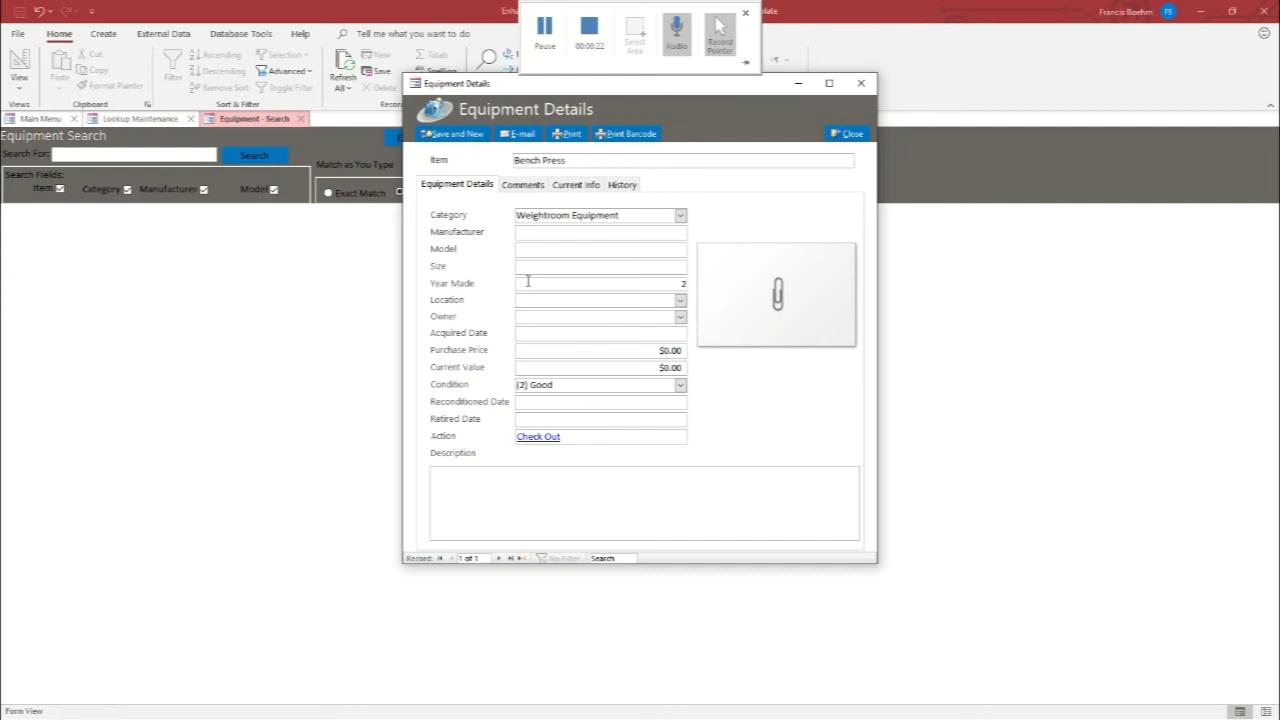 Francis Boehm FB
File Home Create External Data Database Tools Help Tell me what you want to do
View
Views
Paste
Cut
Copy
Format Painter
Clipboard
Filter
Ascending
Descending
Remove Sort
Selection
Advanced
Toggle Filter
Sort & Filter
Refresh
All
New
Save
Delete
Totals
Spelling
Pause
00:06:22
Select
Area
Audio
Record
Pointer
Main Menu
Lookup Maintenance
Equipment - Search
Equipment Search
Search For:
Search
Match as You Type
Search Fields:
Item
Category
Manufacturer
Model
Exact Match
Equipment Details
Equipment Details
Save and New
E-mail
Print
Print Barcode
Close
Item Bench Press
Equipment Details Comments Current Info History
Category Weightroom Equipment
Manufacturer
Model
Size
Year Made 2
Location
Owner
Acquired Date
Purchase Price $0.00
Current Value $0.00
Condition (2) Good
Reconditioned Date
Retired Date
Action Check Out
Description
Record: 1 of 1 No Filter Search
Form View